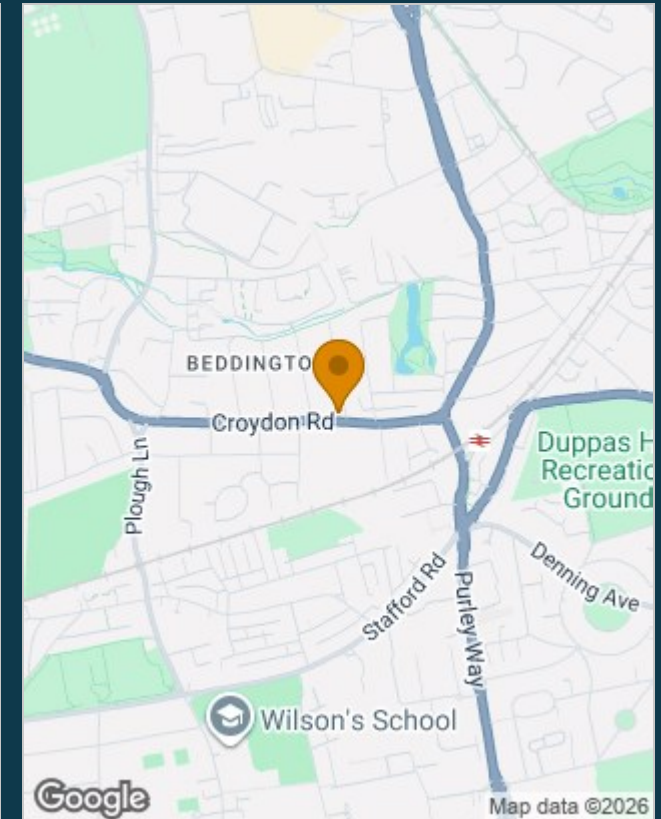 BEDDINGTO
Croydon Rd
Plough Ln
Duppas H
Recreatio
Ground
Stafford Rd
Denning Ave
Purley Way
Wilson's School
Google
Map data ©2026